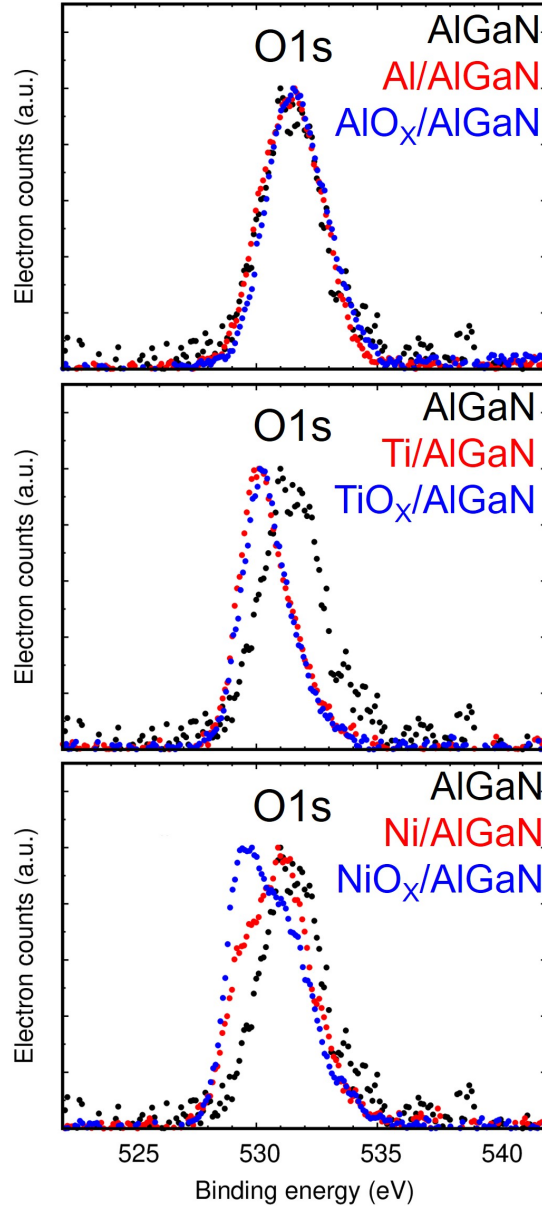 O1s
AlGaN
Al/AlGaN
AlOX/AlGaN
Electron counts (a.u.)
O1s
AlGaN
Ti/AlGaN
TiOX/AlGaN
Electron counts (a.u.)
O1s
AlGaN
Ni/AlGaN
NiOX/AlGaN
Electron counts (a.u.)
525 530 535 540
Binding energy (eV)